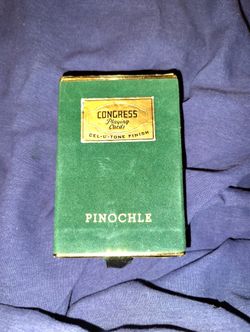 CONGRESS
Playing
Cards
CEL-U-TONE FINISH
PINOCHLE